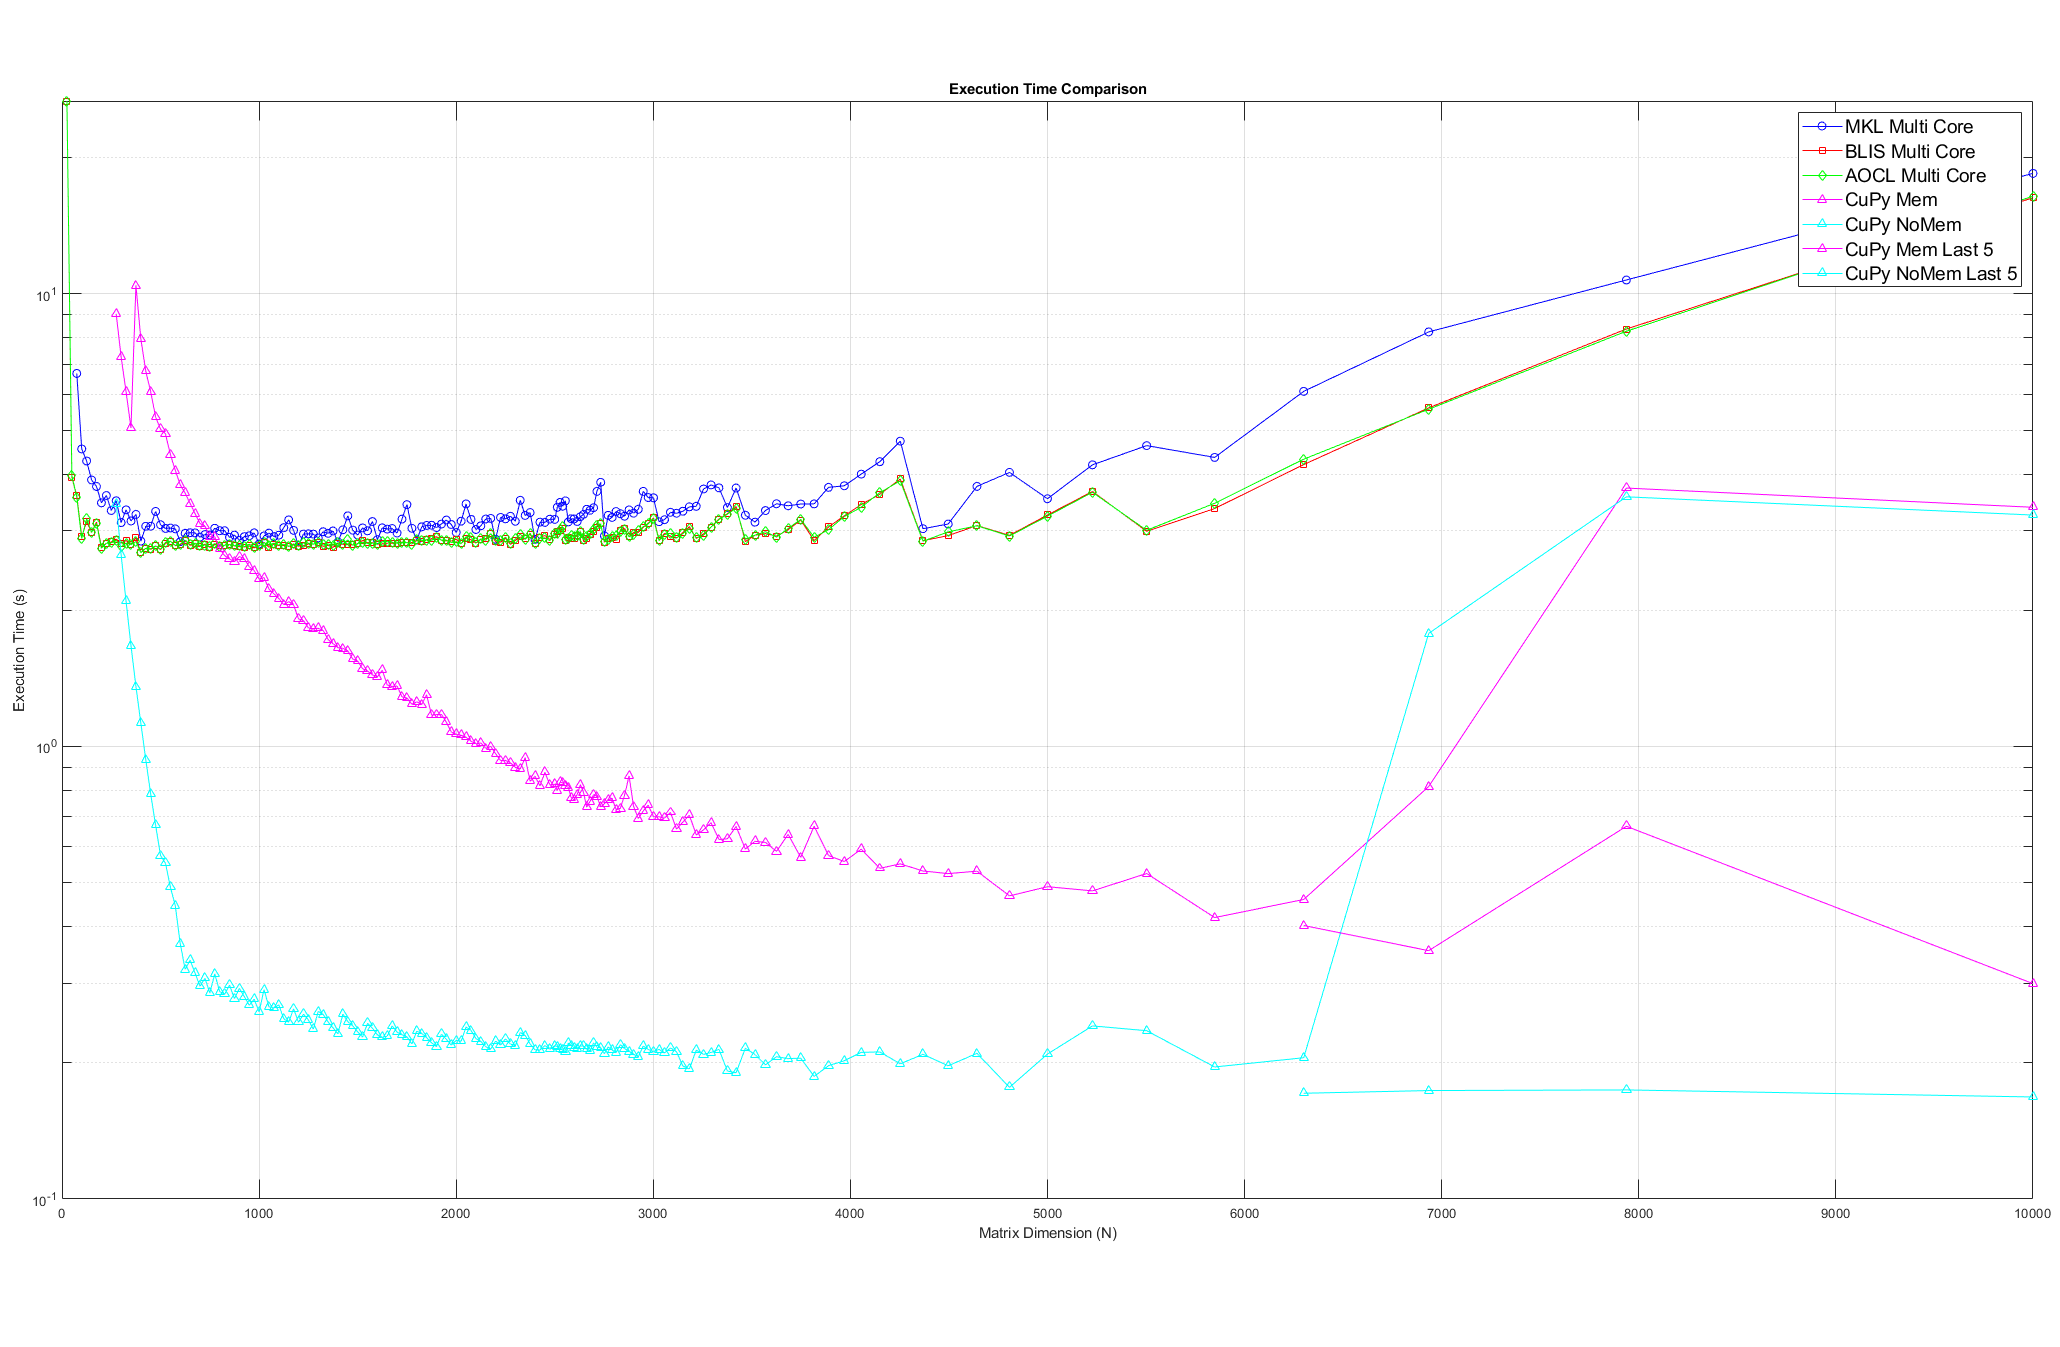 Execution Time Comparison
MKL Multi Core
BLIS Multi Core
AOCL Multi Core
CuPy Mem
CuPy NoMem
CuPy Mem Last 5
CuPy NoMem Last 5
Execution Time (s)
10^1
10^0
10^-1
0 1000 2000 3000 4000 5000 6000 7000 8000 9000 10000
Matrix Dimension (N)